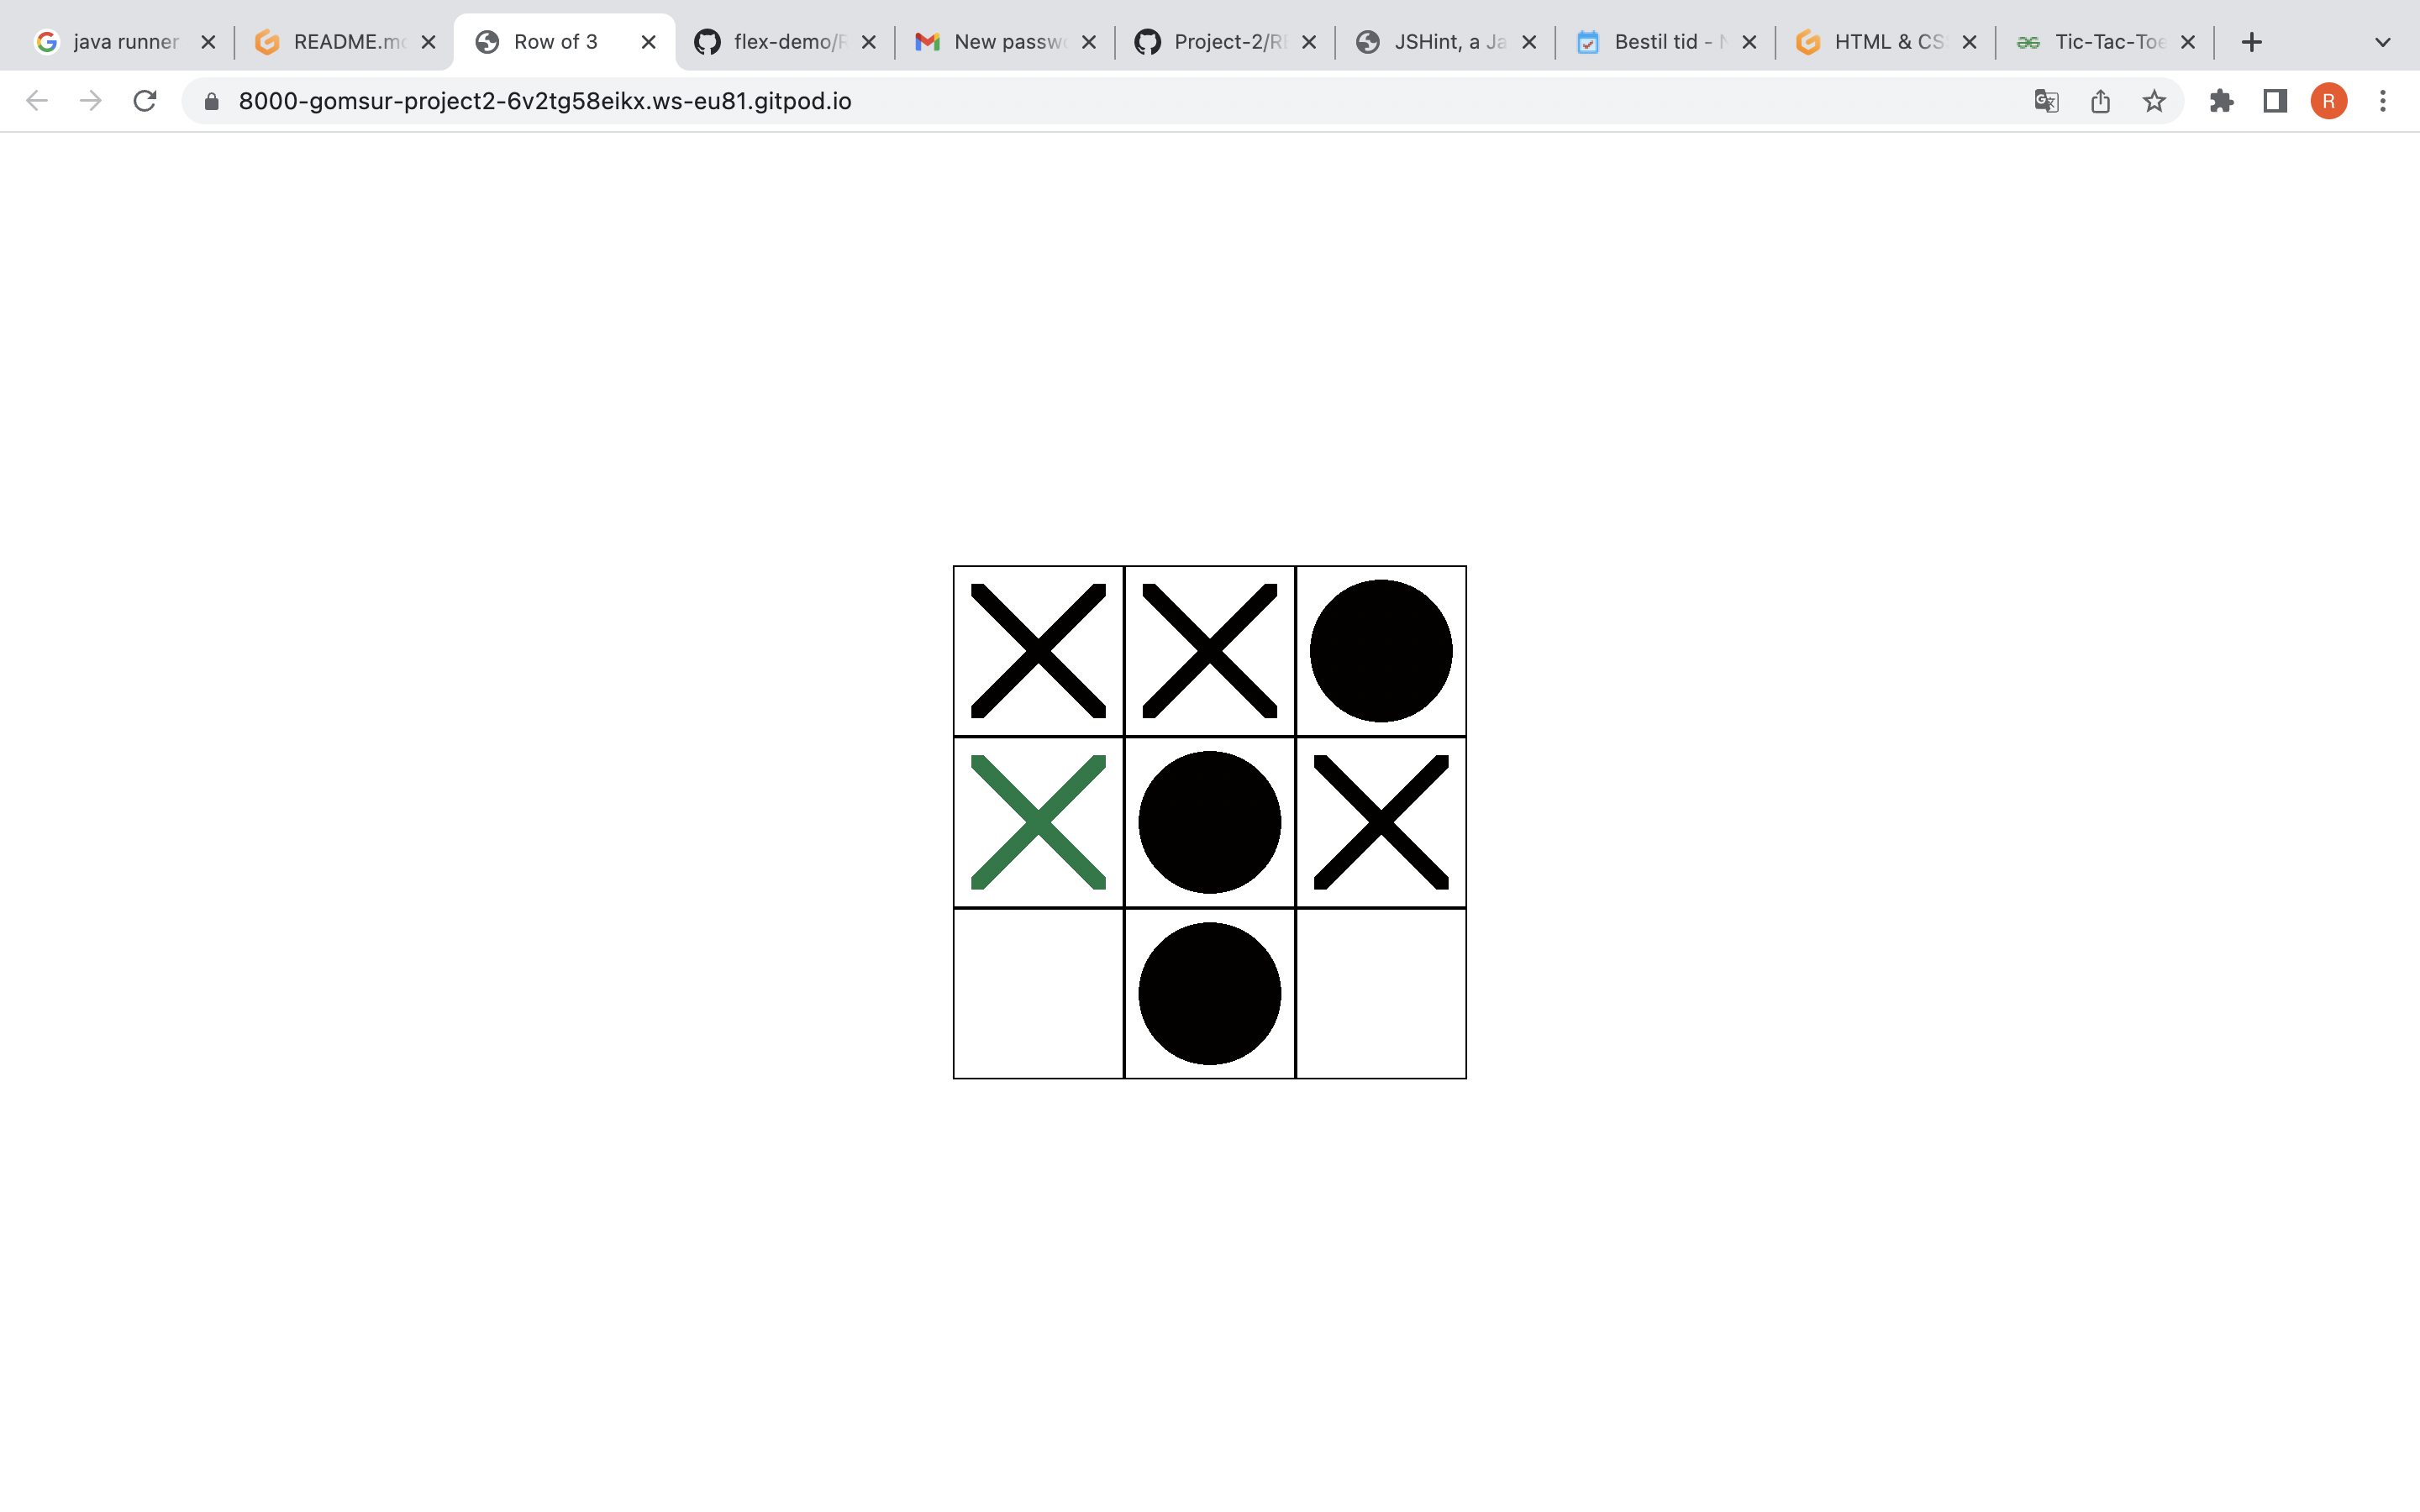 java runner
README.m
Row of 3
flex-demo/R
New passw
Project-2/R
JSHint, a Ja
Bestil tid -
HTML & CS
Tic-Tac-Toe
8000-gomsur-project2-6v2tg58eikx.ws-eu81.gitpod.io
R